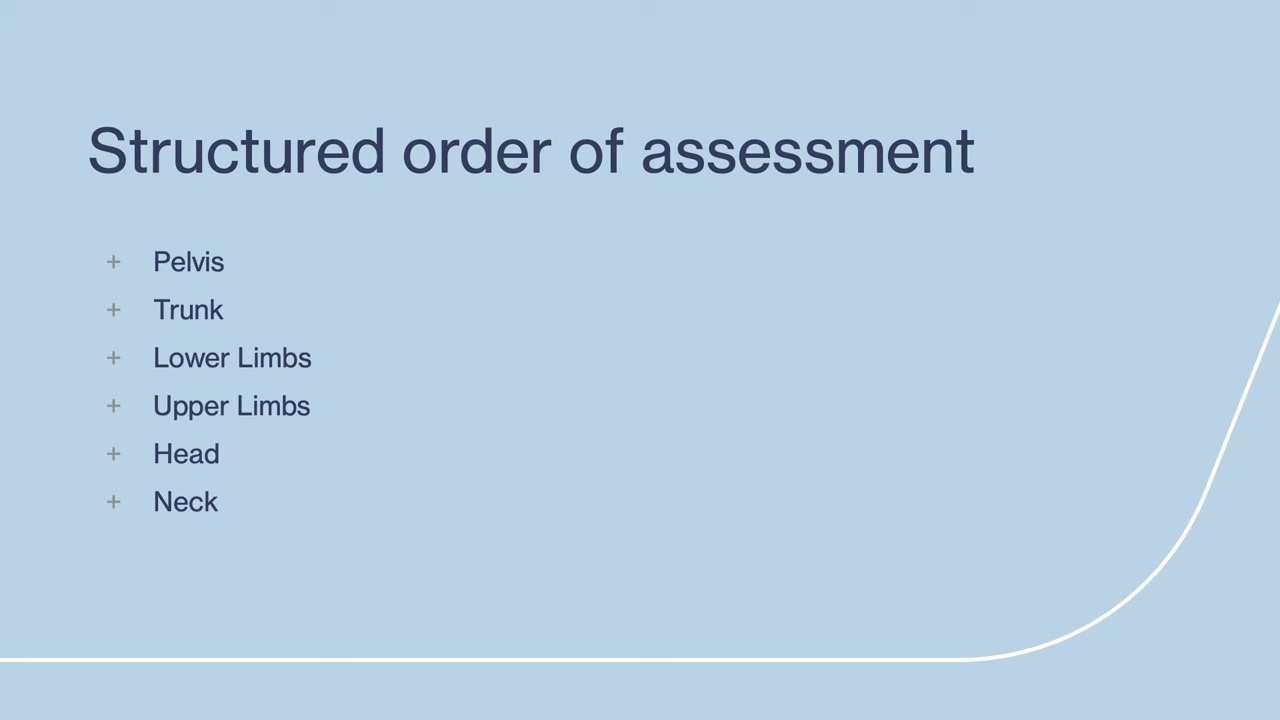 Structured order of assessment
+ Pelvis
+ Trunk
+ Lower Limbs
+ Upper Limbs
+ Head
+ Neck